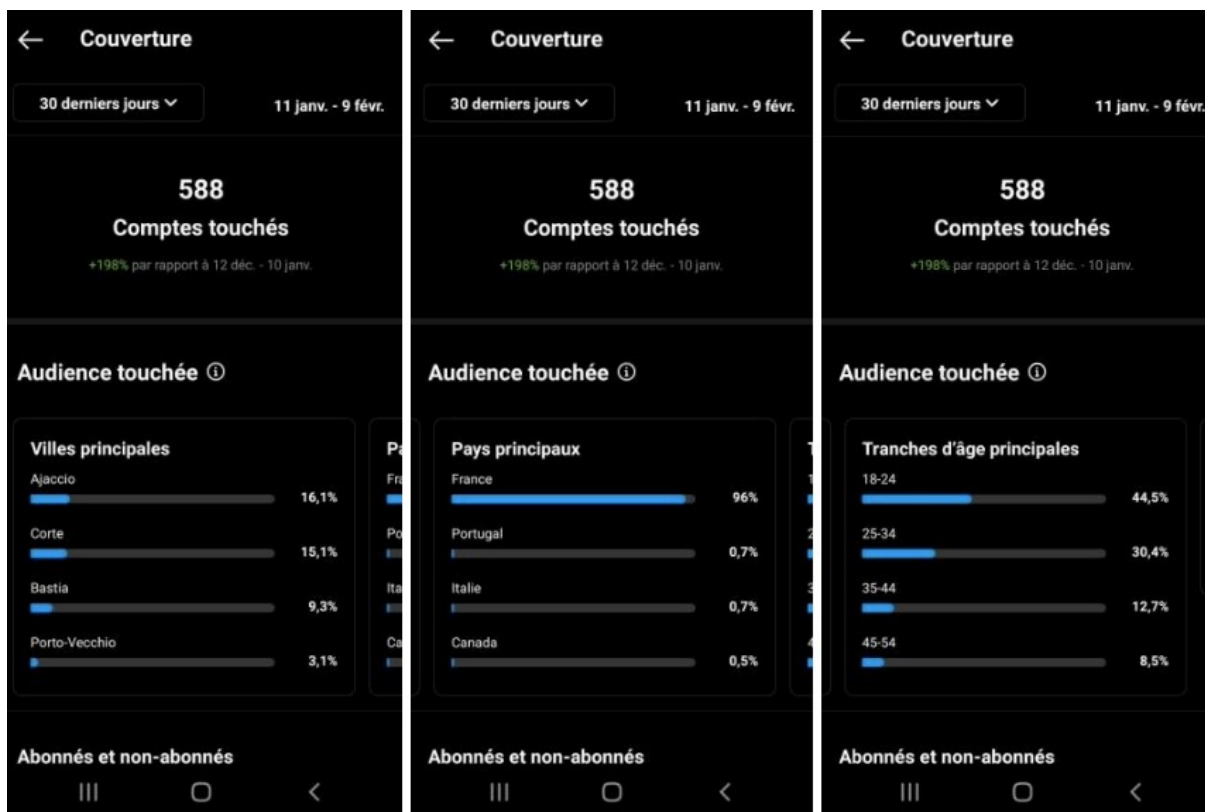 Couverture
30 derniers jours
11 janv. - 9 févr.
588
Comptes touchés
+198% par rapport à 12 déc. - 10 janv.
Audience touchée
Villes principales
Ajaccio
16,1%
Corte
15,1%
Bastia
9,3%
Porto-Vecchio
3,1%
Pa
Fra
Po
Ita
Ca
Abonnés et non-abonnés
Couverture
30 derniers jours
11 janv. - 9 févr.
588
Comptes touchés
+198% par rapport à 12 déc. - 10 janv.
Audience touchée
Pays principaux
France
96%
Portugal
0,7%
Italie
0,7%
Canada
0,5%
Abonnés et non-abonnés
Couverture
30 derniers jours
11 janv. - 9 févr.
588
Comptes touchés
+198% par rapport à 12 déc. - 10 janv.
Audience touchée
Tranches d'âge principales
18-24
44,5%
25-34
30,4%
35-44
12,7%
45-54
8,5%
Abonnés et non-abonnés